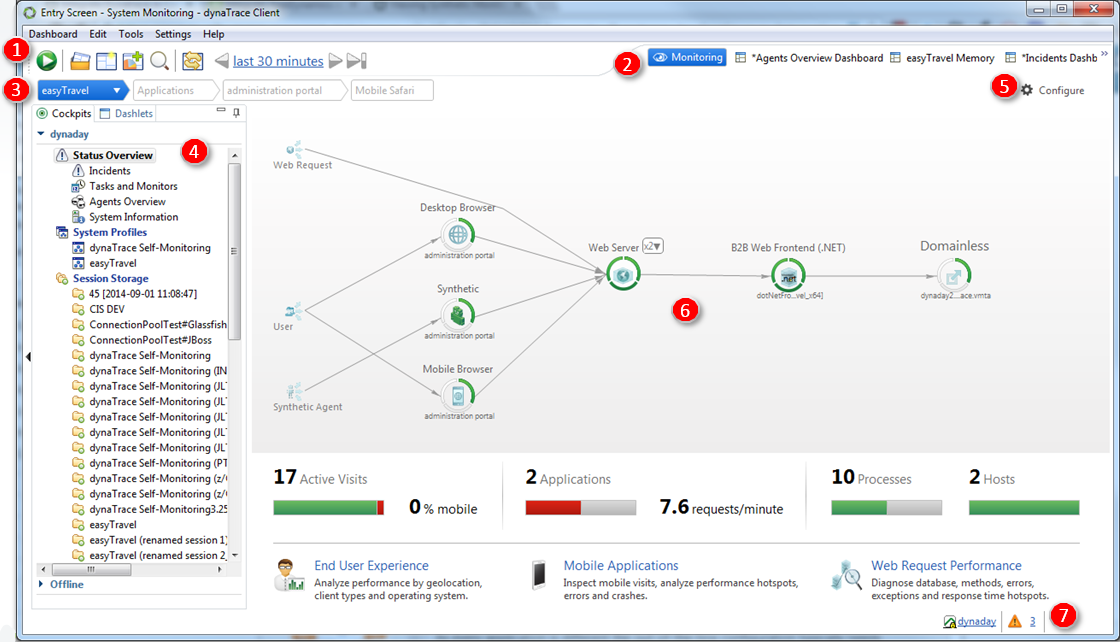 Entry Screen - System Monitoring - dynaTrace Client
Dashboard Edit Tools Settings Help
1
last 30 minutes
2
Monitoring
*Agents Overview Dashboard
easyTravel Memory
*Incidents Dashb
»
3
easyTravel
Applications
administration portal
Mobile Safari
5
Configure
Cockpits
Dashlets
dynaday
4
Status Overview
Incidents
Tasks and Monitors
Agents Overview
System Information
System Profiles
dynaTrace Self-Monitoring
easyTravel
Session Storage
45 [2014-09-01 11:08:47]
CIS DEV
ConnectionPoolTest#Glassfish
ConnectionPoolTest#JBoss
dynaTrace Self-Monitoring
dynaTrace Self-Monitoring (IN
dynaTrace Self-Monitoring (JL
dynaTrace Self-Monitoring (JL
dynaTrace Self-Monitoring (JL
dynaTrace Self-Monitoring (JL
dynaTrace Self-Monitoring (JL
dynaTrace Self-Monitoring (PT
dynaTrace Self-Monitoring (z/
dynaTrace Self-Monitoring (z/
dynaTrace Self-Monitoring3.25
easyTravel
easyTravel (renamed session 1)
easyTravel (renamed session 2_
Offline
Web Request
User
Synthetic Agent
Desktop Browser
administration portal
Synthetic
administration portal
Mobile Browser
administration portal
Web Server x2
B2B Web Frontend (.NET)
.net
dotNetFro...vel_x64]
Domainless
dynaday2...ace.vmta
6
17 Active Visits
0 % mobile
2 Applications
7.6 requests/minute
10 Processes
2 Hosts
End User Experience
Analyze performance by geolocation,
client types and operating system.
Mobile Applications
Inspect mobile visits, analyze performance hotspots,
errors and crashes.
Web Request Performance
Diagnose database, methods, errors,
exceptions and response time hotspots.
dynaday
3
7